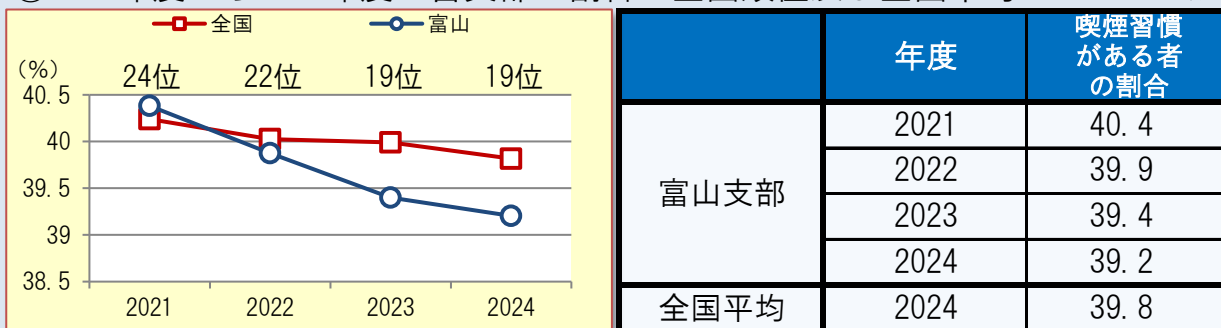 全国 富山
(%) 24位 22位 19位 19位
40.5
40
39.5
39
38.5
2021 2022 2023 2024
年度 喫煙習慣
がある者
の割合
富山支部
2021 40.4
2022 39.9
2023 39.4
2024 39.2
全国平均 2024 39.8